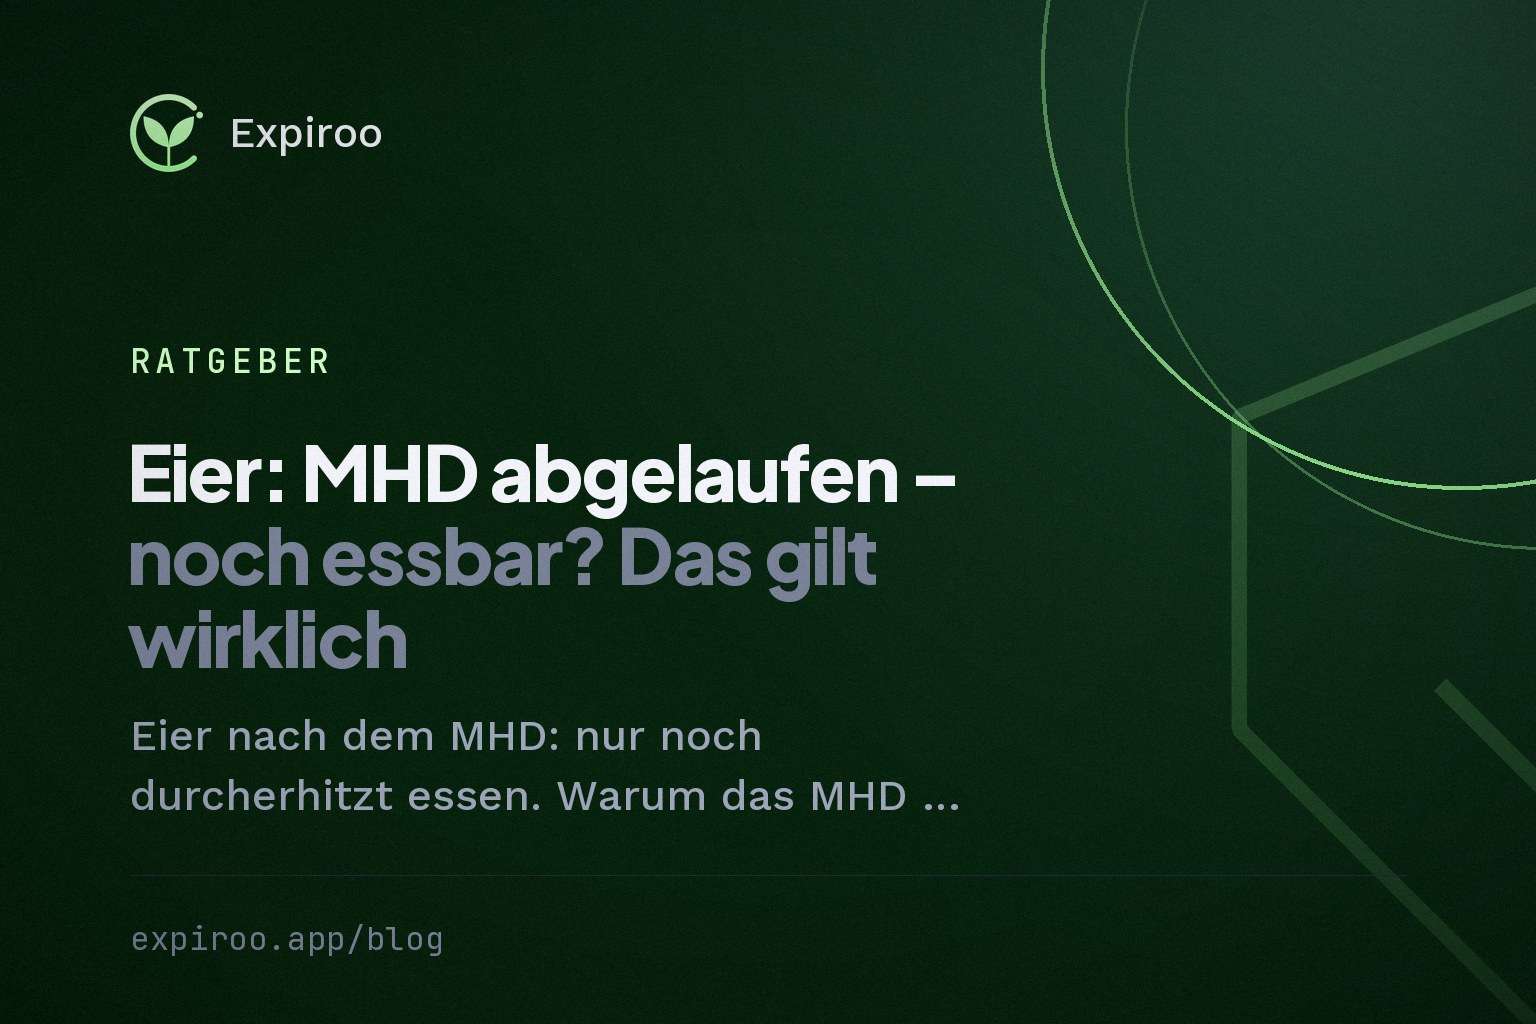 Expiroo
RATGEBER
Eier: MHD abgelaufen –
noch essbar? Das gilt
wirklich
Eier nach dem MHD: nur noch
durcherhitzt essen. Warum das MHD ...
expiroo.app/blog